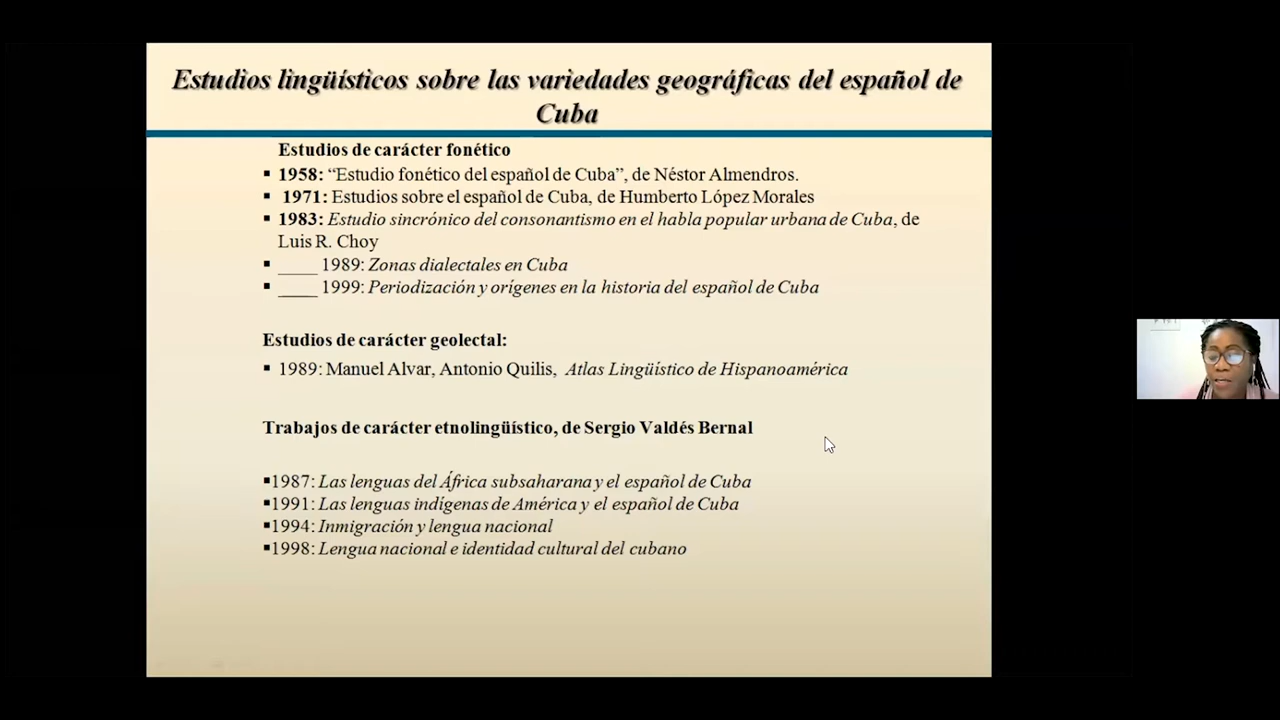 Estudios lingüísticos sobre las variedades geográficas del español de
Cuba
Estudios de carácter fonético
▪ 1958: “Estudio fonético del español de Cuba”, de Néstor Almendros.
▪ 1971: Estudios sobre el español de Cuba, de Humberto López Morales
▪ 1983: Estudio sincrónico del consonantismo en el habla popular urbana de Cuba, de
Luis R. Choy
▪ ____ 1989: Zonas dialectales en Cuba
▪ ____ 1999: Periodización y orígenes en la historia del español de Cuba
Estudios de carácter geolectal:
▪ 1989: Manuel Alvar, Antonio Quilis, Atlas Lingüístico de Hispanoamérica
Trabajos de carácter etnolingüístico, de Sergio Valdés Bernal
▪1987: Las lenguas del África subsaharana y el español de Cuba
▪1991: Las lenguas indígenas de América y el español de Cuba
▪1994: Inmigración y lengua nacional
▪1998: Lengua nacional e identidad cultural del cubano